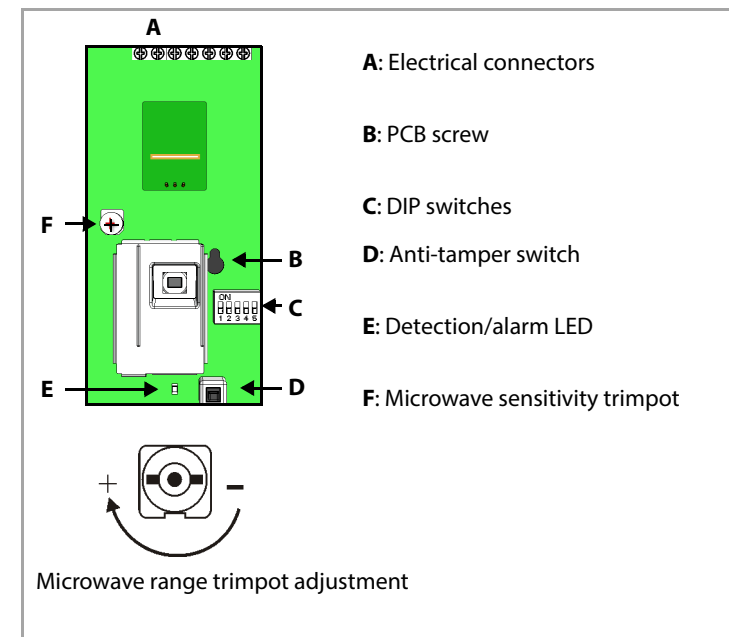 A
A: Electrical connectors
B: PCB screw
C: DIP switches
F
D: Anti-tamper switch
B
ON
C
1 2 3 4 5
E: Detection/alarm LED
E
D
F: Microwave sensitivity trimpot
+ -
Microwave range trimpot adjustment